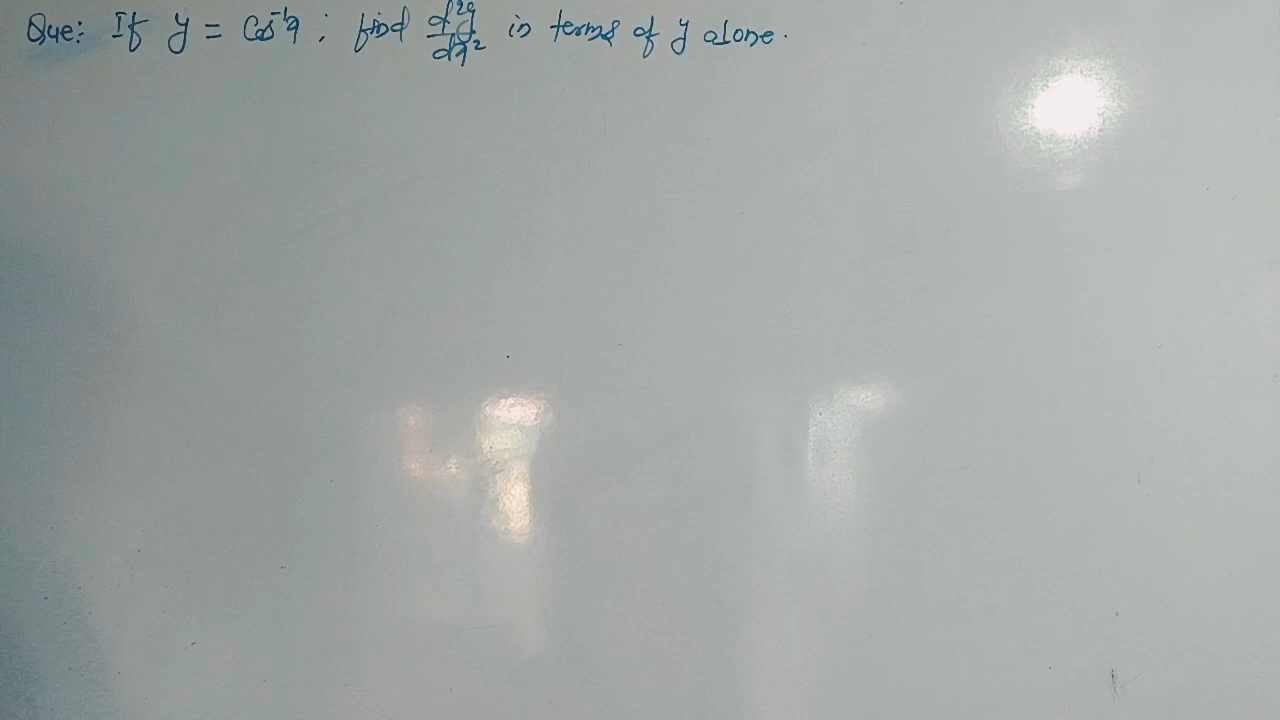 Que: If y = Cos⁻¹x ; find d²y/dx² in terms of y alone.